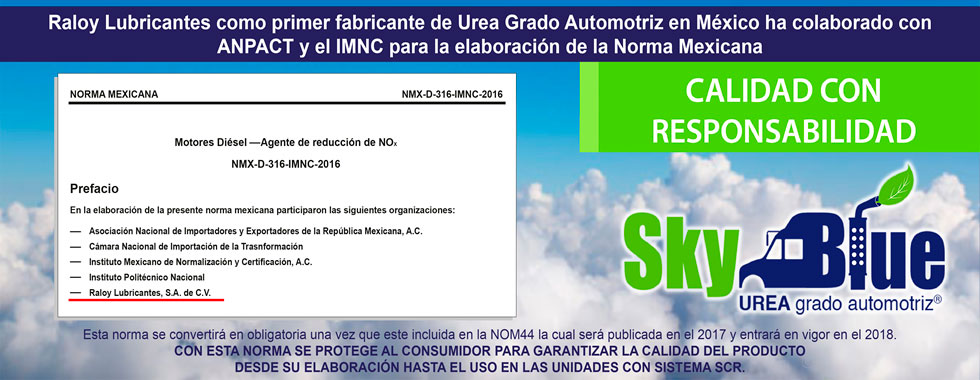 Raloy Lubricantes como primer fabricante de Urea Grado Automotriz en México ha colaborado con
ANPACT y el IMNC para la elaboración de la Norma Mexicana
NORMA MEXICANA NMX-D-316-IMNC-2016
Motores Diésel —Agente de reducción de NOx
NMX-D-316-IMNC-2016
Prefacio
En la elaboración de la presente norma mexicana participaron las siguientes organizaciones:
— Asociación Nacional de Importadores y Exportadores de la República Mexicana, A.C.
— Cámara Nacional de Importación de la Trasnformación
— Instituto Mexicano de Normalización y Certificación, A.C.
— Instituto Politécnico Nacional
— Raloy Lubricantes, S.A. de C.V.
CALIDAD CON
RESPONSABILIDAD
Sky Blue
UREA grado automotriz®
Esta norma se convertirá en obligatoria una vez que este incluida en la NOM44 la cual será publicada en el 2017 y entrará en vigor en el 2018.
CON ESTA NORMA SE PROTEGE AL CONSUMIDOR PARA GARANTIZAR LA CALIDAD DEL PRODUCTO
DESDE SU ELABORACIÓN HASTA EL USO EN LAS UNIDADES CON SISTEMA SCR.